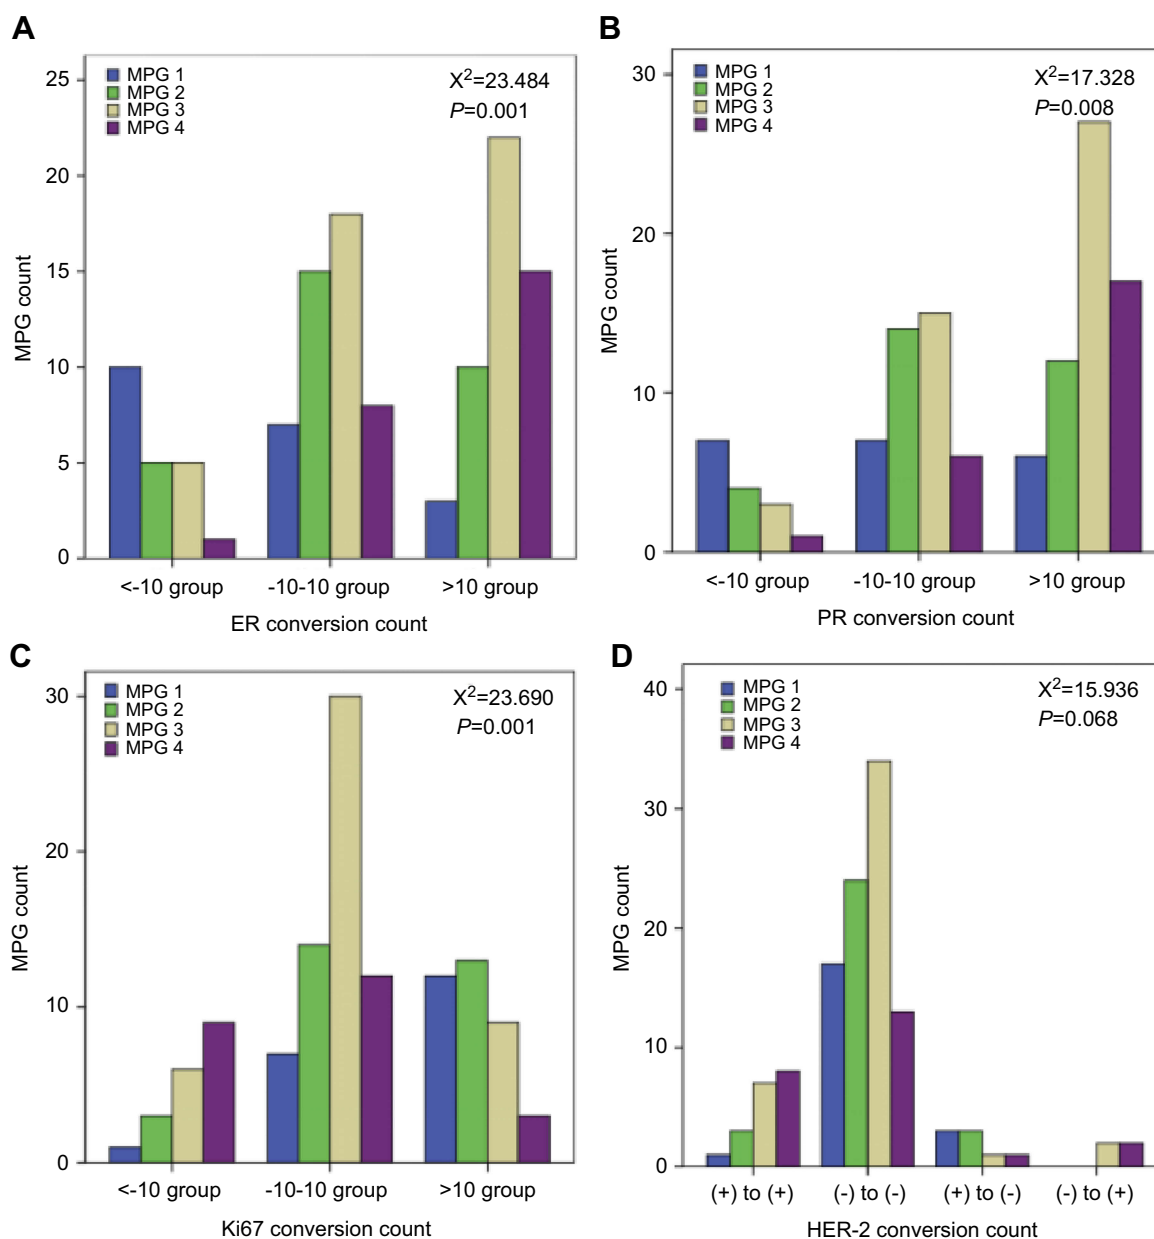 A
25
20
15
10
5
0
MPG count
MPG 1
MPG 2
MPG 3
MPG 4
X²=23.484
P=0.001
<-10 group
-10-10 group
>10 group
ER conversion count
B
30
20
10
0
MPG count
MPG 1
MPG 2
MPG 3
MPG 4
X²=17.328
P=0.008
<-10 group
-10-10 group
>10 group
PR conversion count
C
30
20
10
0
MPG count
MPG 1
MPG 2
MPG 3
MPG 4
X²=23.690
P=0.001
<-10 group
-10-10 group
>10 group
Ki67 conversion count
D
40
30
20
10
0
MPG count
MPG 1
MPG 2
MPG 3
MPG 4
X²=15.936
P=0.068
(+) to (+)
(-) to (-)
(+) to (-)
(-) to (+)
HER-2 conversion count